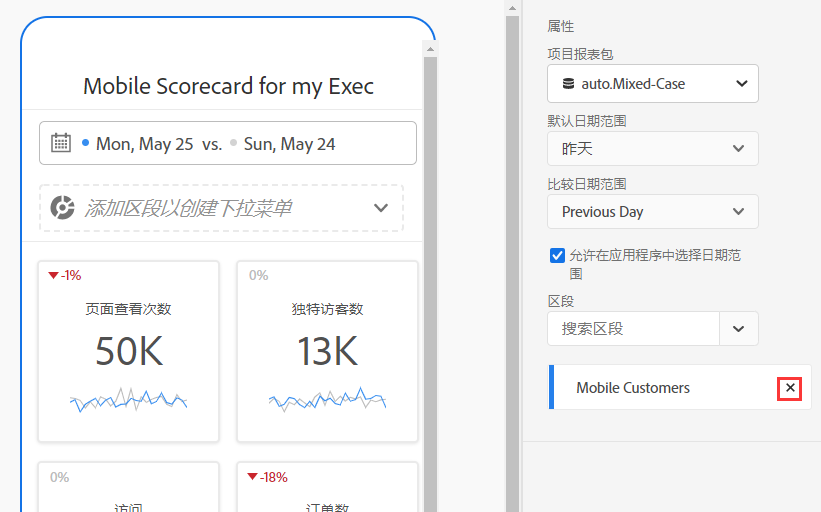 Mobile Scorecard for my Exec
Mon, May 25 vs. Sun, May 24
添加区段以创建下拉菜单
-1%
页面查看次数
50K
0%
独特访客数
13K
0%
访问
-18%
订单数
属性
项目报表包
auto.Mixed-Case
默认日期范围
昨天
比较日期范围
Previous Day
允许在应用程序中选择日期范
围
区段
搜索区段
Mobile Customers